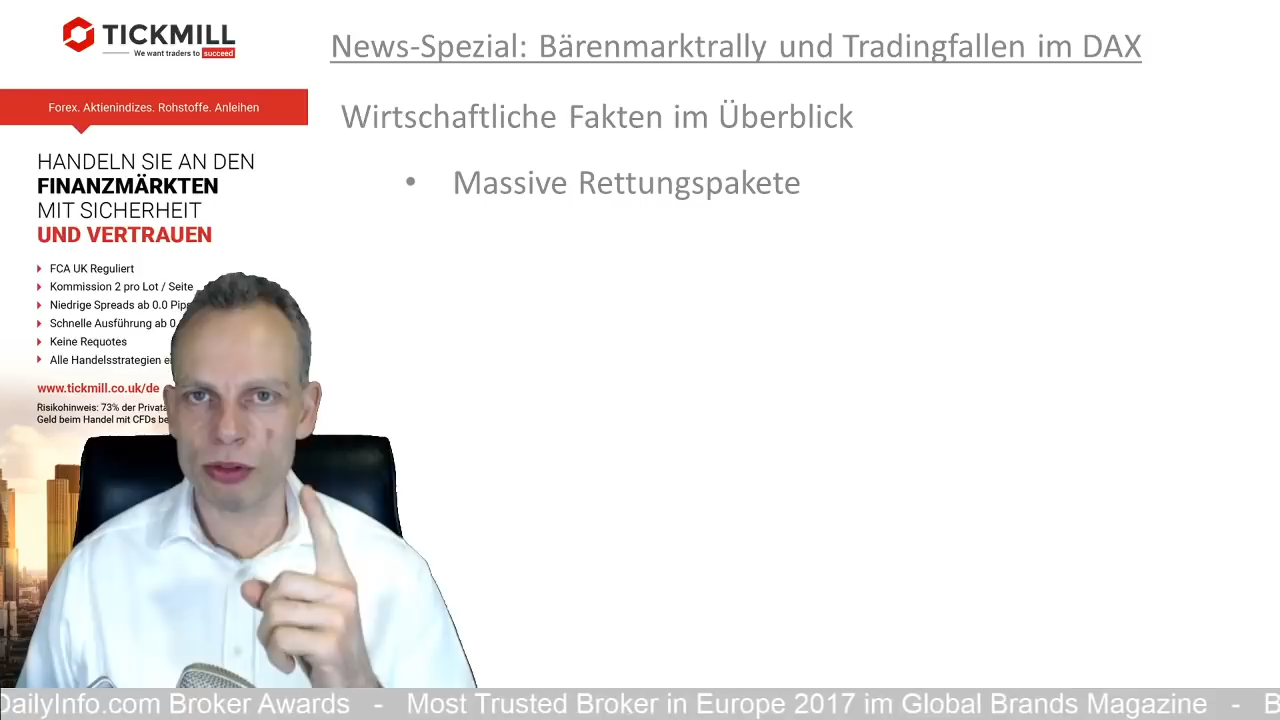 TICKMILL
We want traders to succeed
News-Spezial: Bärenmarktrally und Tradingfallen im DAX
Forex. Aktienindizes. Rohstoffe. Anleihen
Wirtschaftliche Fakten im Überblick
• Massive Rettungspakete
HANDELN SIE AN DEN
FINANZMÄRKTEN
MIT SICHERHEIT
UND VERTRAUEN
FCA UK Reguliert
Kommission 2 pro Lot / Seite
Niedrige Spreads ab 0.0 Pips
Schnelle Ausführung ab 0.
Keine Requotes
Alle Handelsstrategien
www.tickmill.co.uk/de
Risikohinweis: 73% der
Geld beim Handel mit CFDs
DailyInfo.com Broker Awards - Most Trusted Broker in Europe 2017 im Global Brands Magazine - B